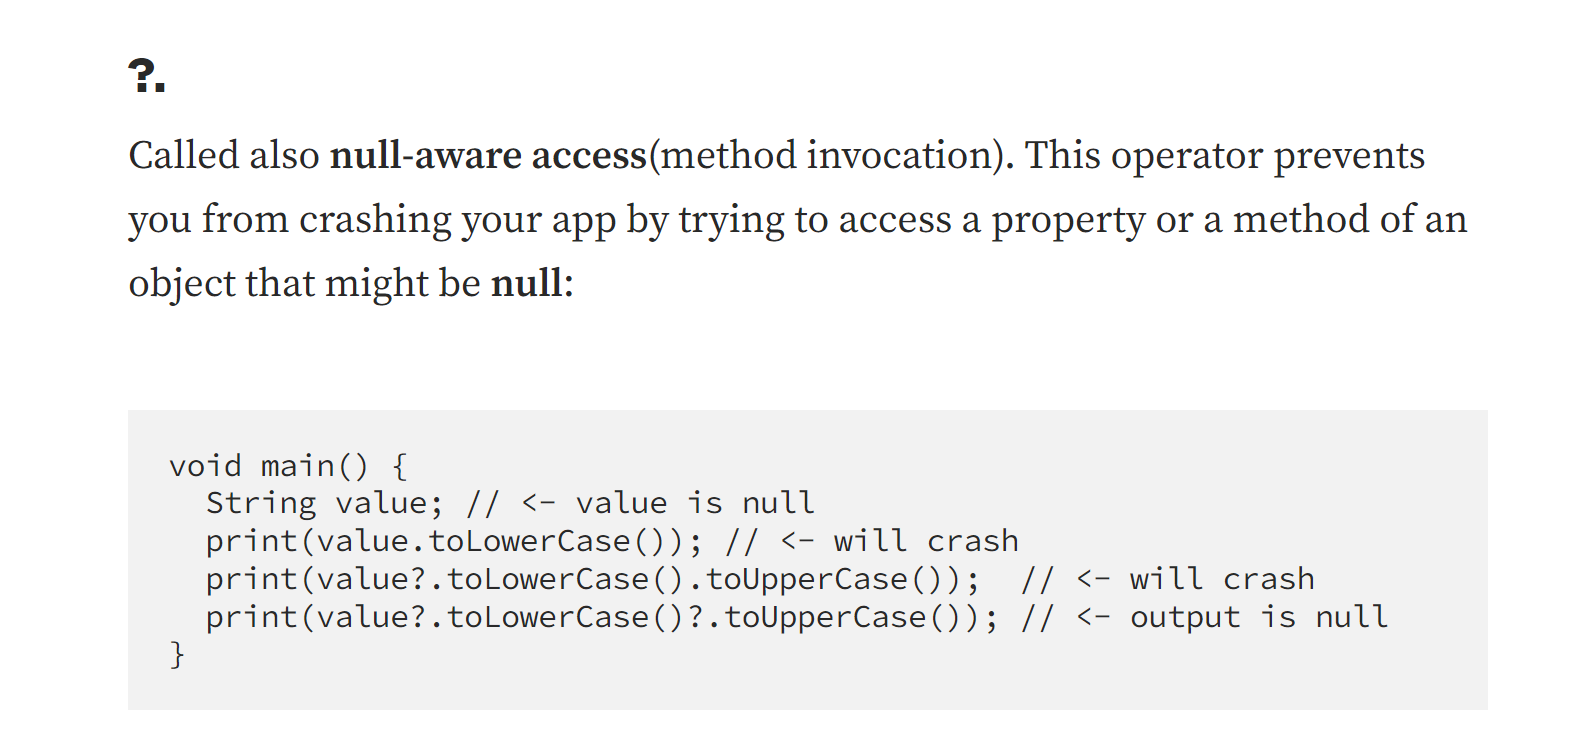 ?.
Called also null-aware access(method invocation). This operator prevents
you from crashing your app by trying to access a property or a method of an
object that might be null:
void main() {
  String value; // <- value is null
  print(value.toLowerCase()); // <- will crash
  print(value?.toLowerCase().toUpperCase());  // <- will crash
  print(value?.toLowerCase()?.toUpperCase()); // <- output is null
}